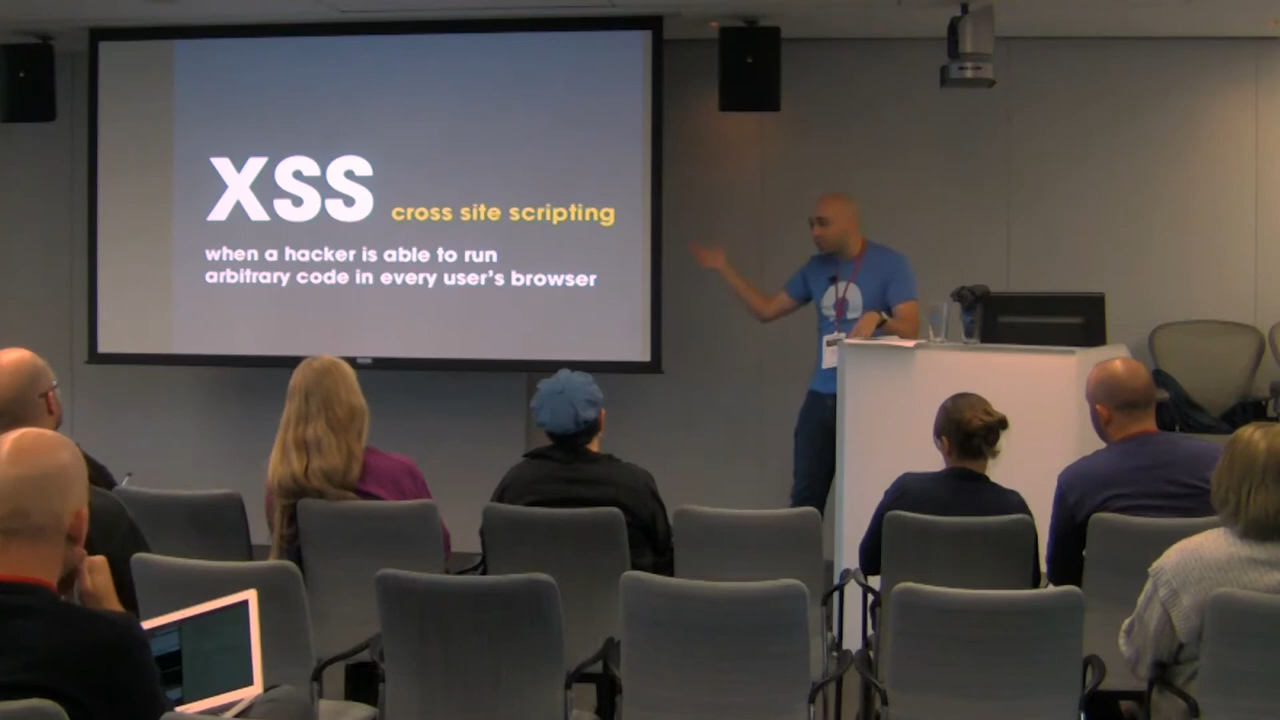 XSS cross site scripting
when a hacker is able to run
arbitrary code in every user's browser